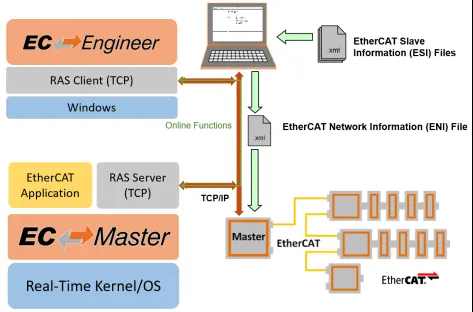 EC Engineer
RAS Client (TCP)
Windows
EtherCAT Slave
Information (ESI) Files
.xml
Online Functions
.xml
EtherCAT Network Information (ENI) File
EtherCAT
Application
RAS Server
(TCP)
TCP/IP
EC Master
Real-Time Kernel/OS
Master
EtherCAT
EtherCAT